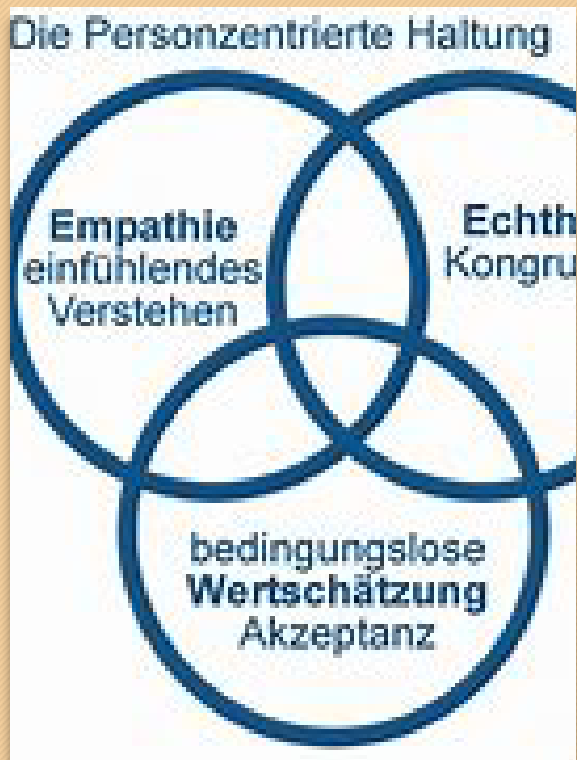 Die Personzentrierte Haltung
Empathie
einfühlendes
Verstehen
Echth
Kongru
bedingungslose
Wertschätzung
Akzeptanz